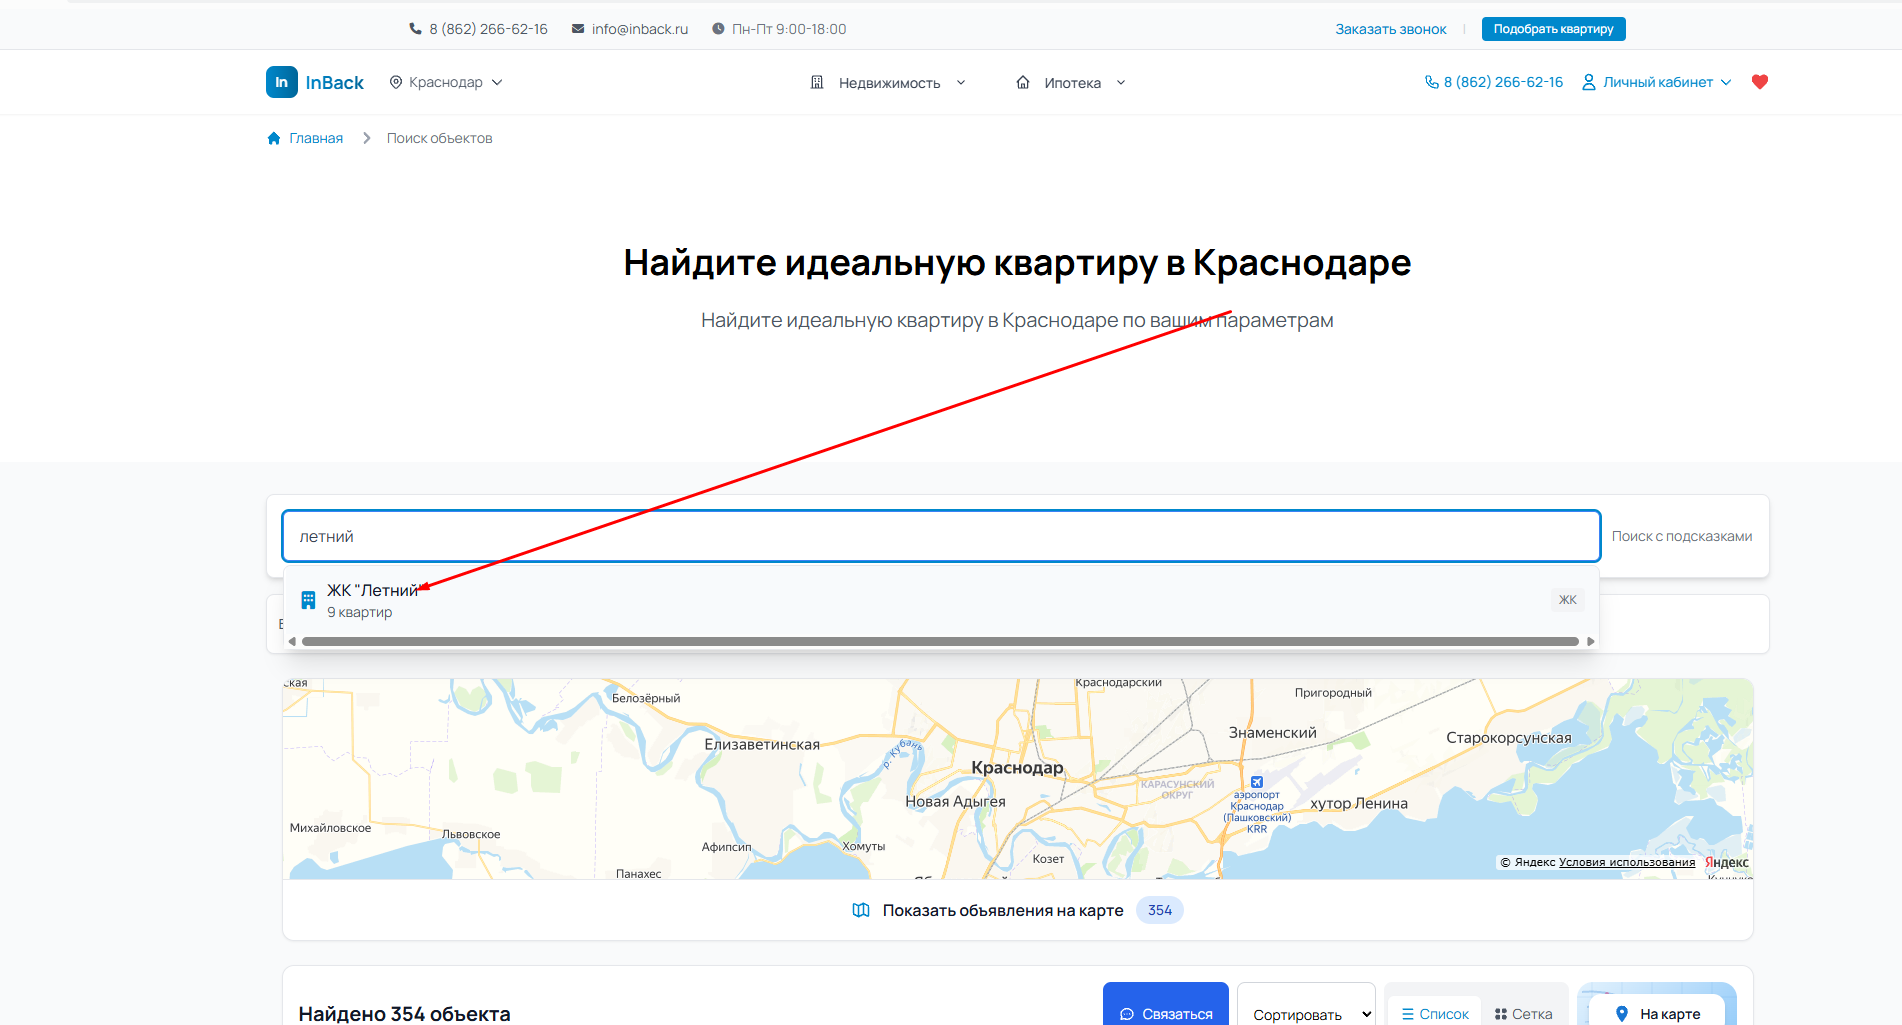 8 (862) 266-62-16
info@inback.ru
Пн-Пт 9:00-18:00
Заказать звонок
Подобрать квартиру
In
InBack
Краснодар
Недвижимость
Ипотека
8 (862) 266-62-16
Личный кабинет
Главная
Поиск объектов
Найдите идеальную квартиру в Краснодаре
Найдите идеальную квартиру в Краснодаре по вашим параметрам
летний
Поиск с подсказками
ЖК "Летний"
9 квартир
ЖК
ская
Белозёрный
Краснодарский
Пригородный
Елизаветинская
р. Кубань
Знаменский
Старокорсунская
Краснодар
КАРАСУНСКИЙ
ОКРУГ
аэропорт
Краснодар
(Пашковский)
KRR
Новая Адыгея
хутор Ленина
Михайловское
Львовское
Афипсип
Хомуты
Козет
Панахес
© Яндекс Условия использования
Яндекс
Показать объявления на карте
354
Найдено 354 объекта
Связаться
Сортировать
Список
Сетка
На карте